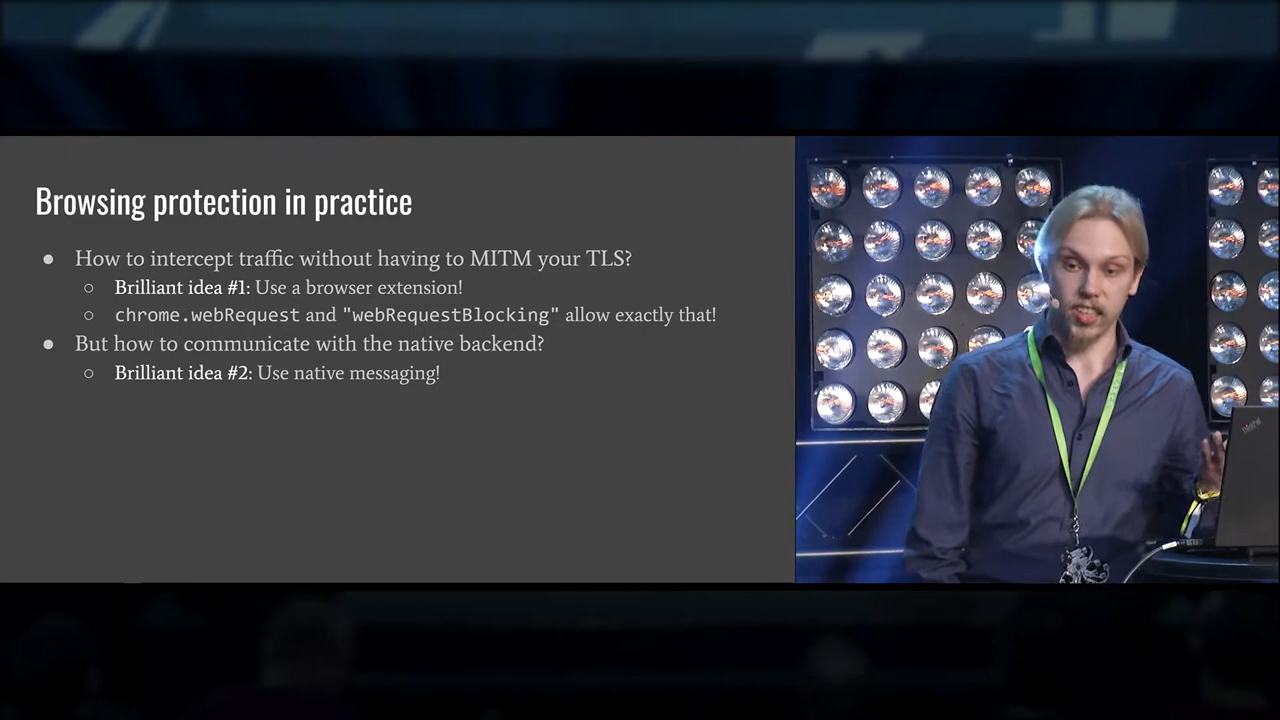 Browsing protection in practice
● How to intercept traffic without having to MITM your TLS?
○ Brilliant idea #1: Use a browser extension!
○ chrome.webRequest and "webRequestBlocking" allow exactly that!
● But how to communicate with the native backend?
○ Brilliant idea #2: Use native messaging!